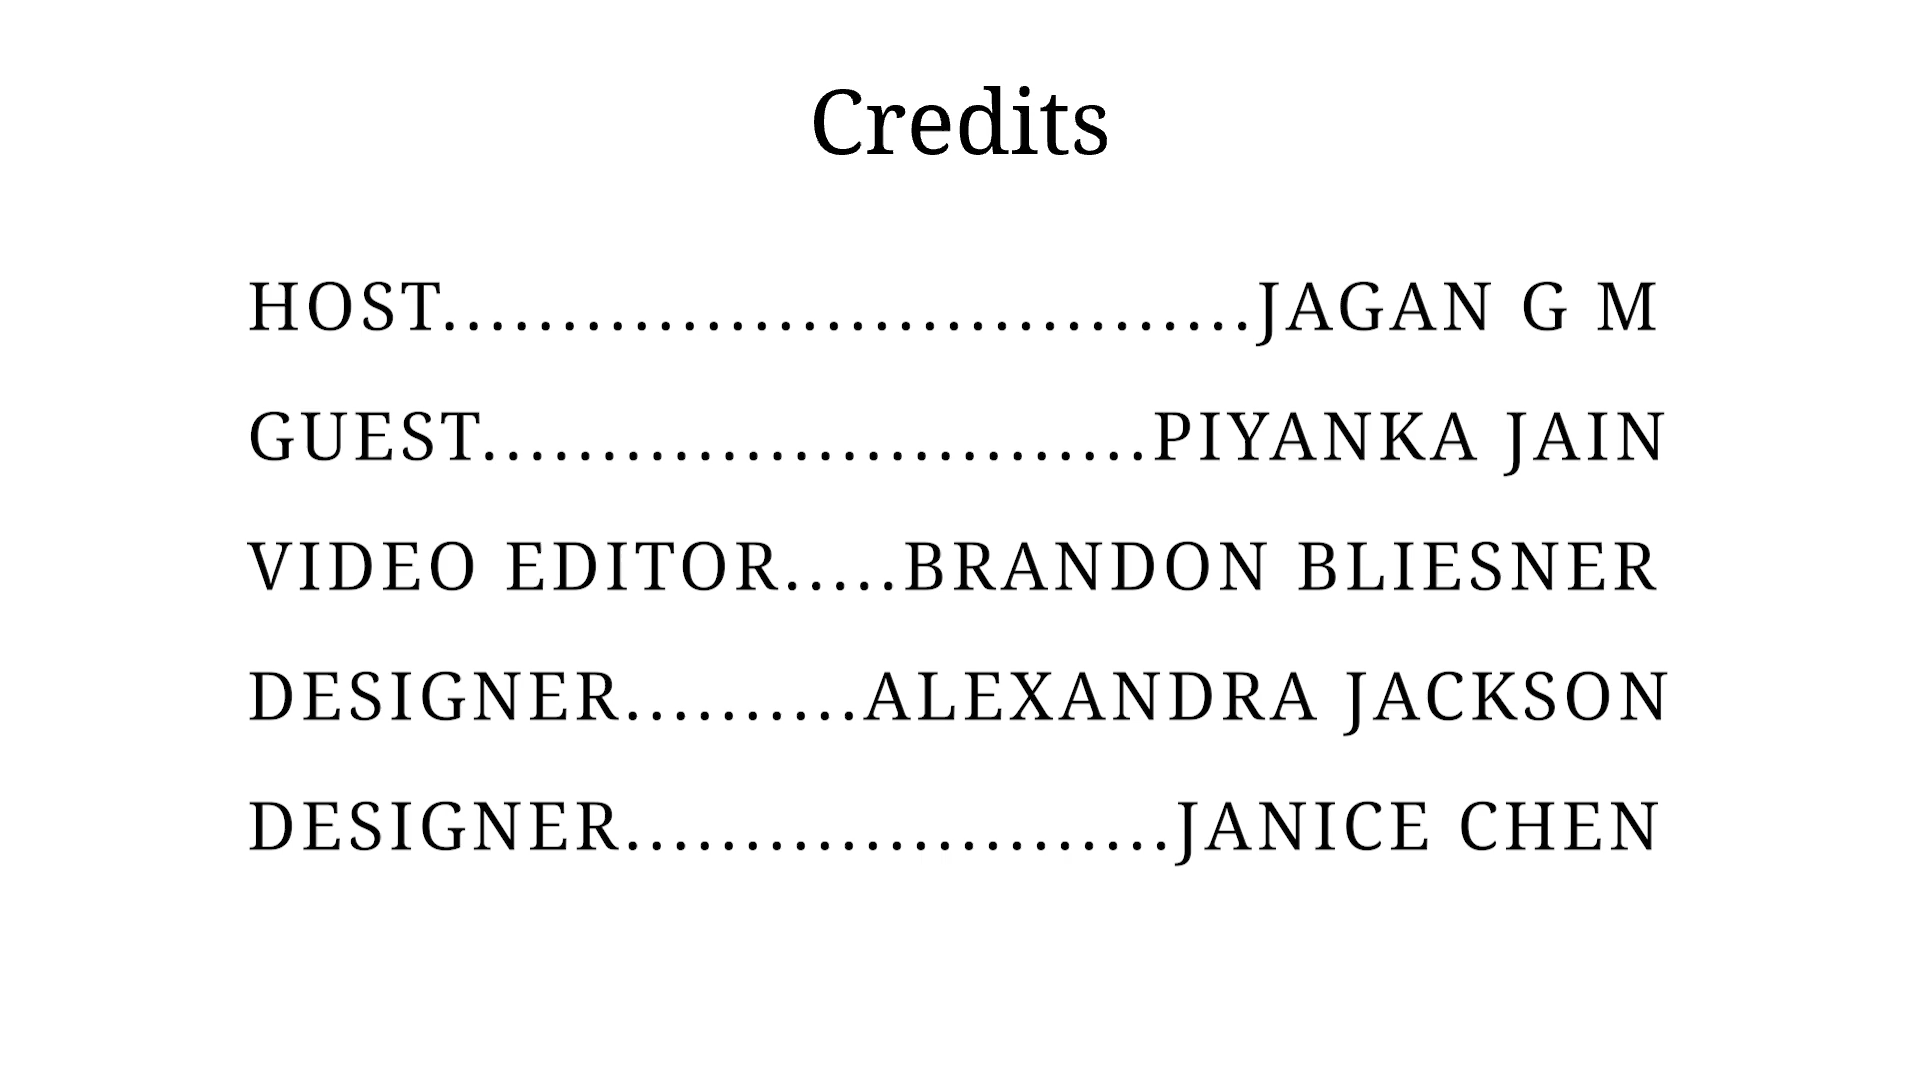 Credits
HOST..................................JAGAN G M
GUEST............................PIYANKA JAIN
VIDEO EDITOR.....BRANDON BLIESNER
DESIGNER..........ALEXANDRA JACKSON
DESIGNER.......................JANICE CHEN